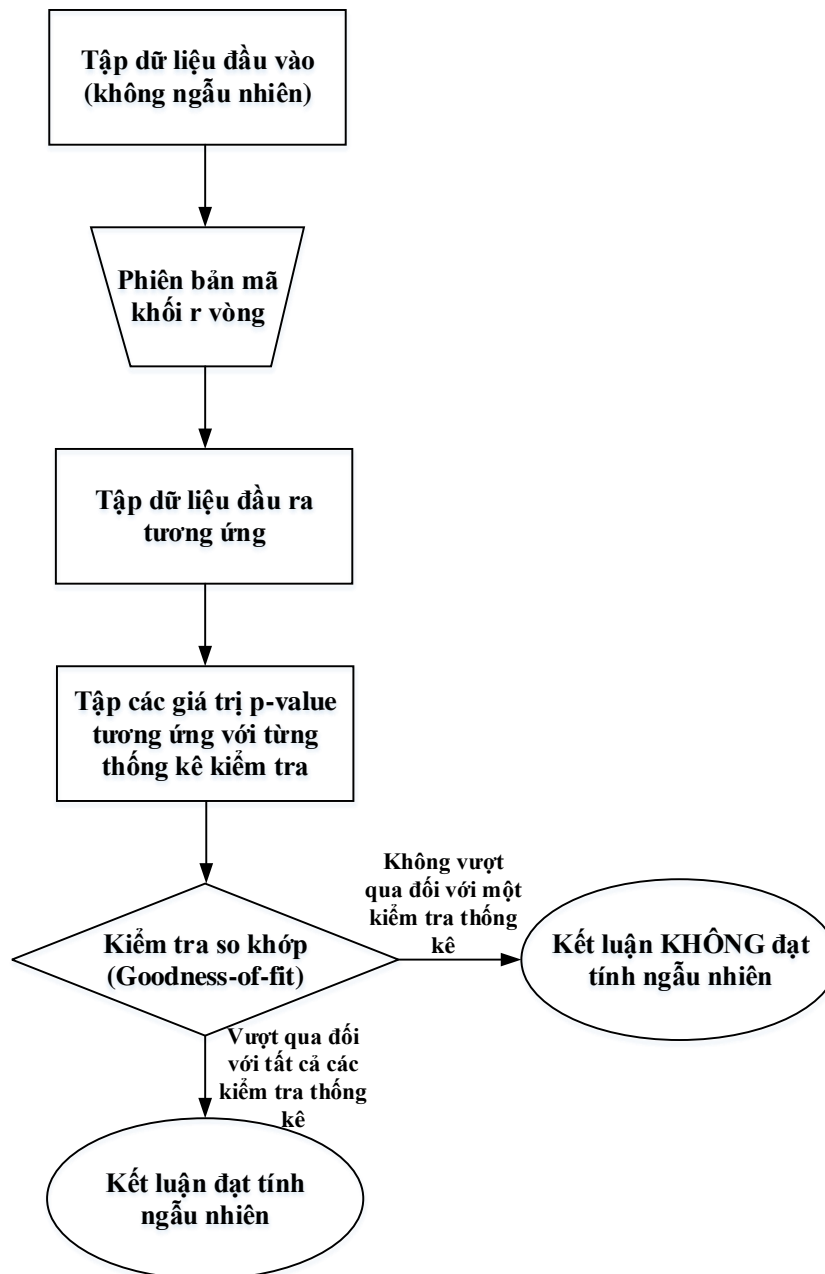 Tập dữ liệu đầu vào
(không ngẫu nhiên)
Phiên bản mã
khối r vòng
Tập dữ liệu đầu ra
tương ứng
Tập các giá trị p-value
tương ứng với từng
thống kê kiểm tra
Kiểm tra so khớp
(Goodness-of-fit)
Không vượt
qua đối với một
kiểm tra thống
kê
Kết luận KHÔNG đạt
tính ngẫu nhiên
Vượt qua đối
với tất cả các
kiểm tra thống
kê
Kết luận đạt tính
ngẫu nhiên